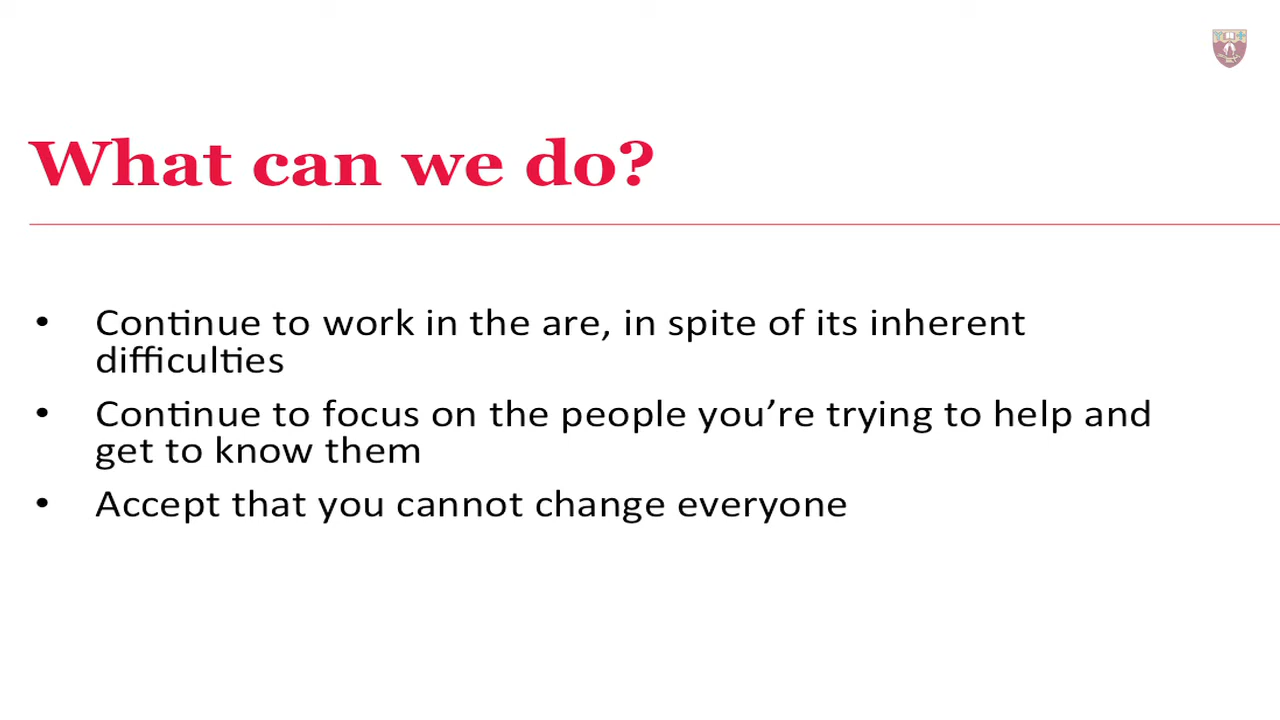 What can we do?
• Continue to work in the are, in spite of its inherent
difficulties
• Continue to focus on the people you’re trying to help and
get to know them
• Accept that you cannot change everyone